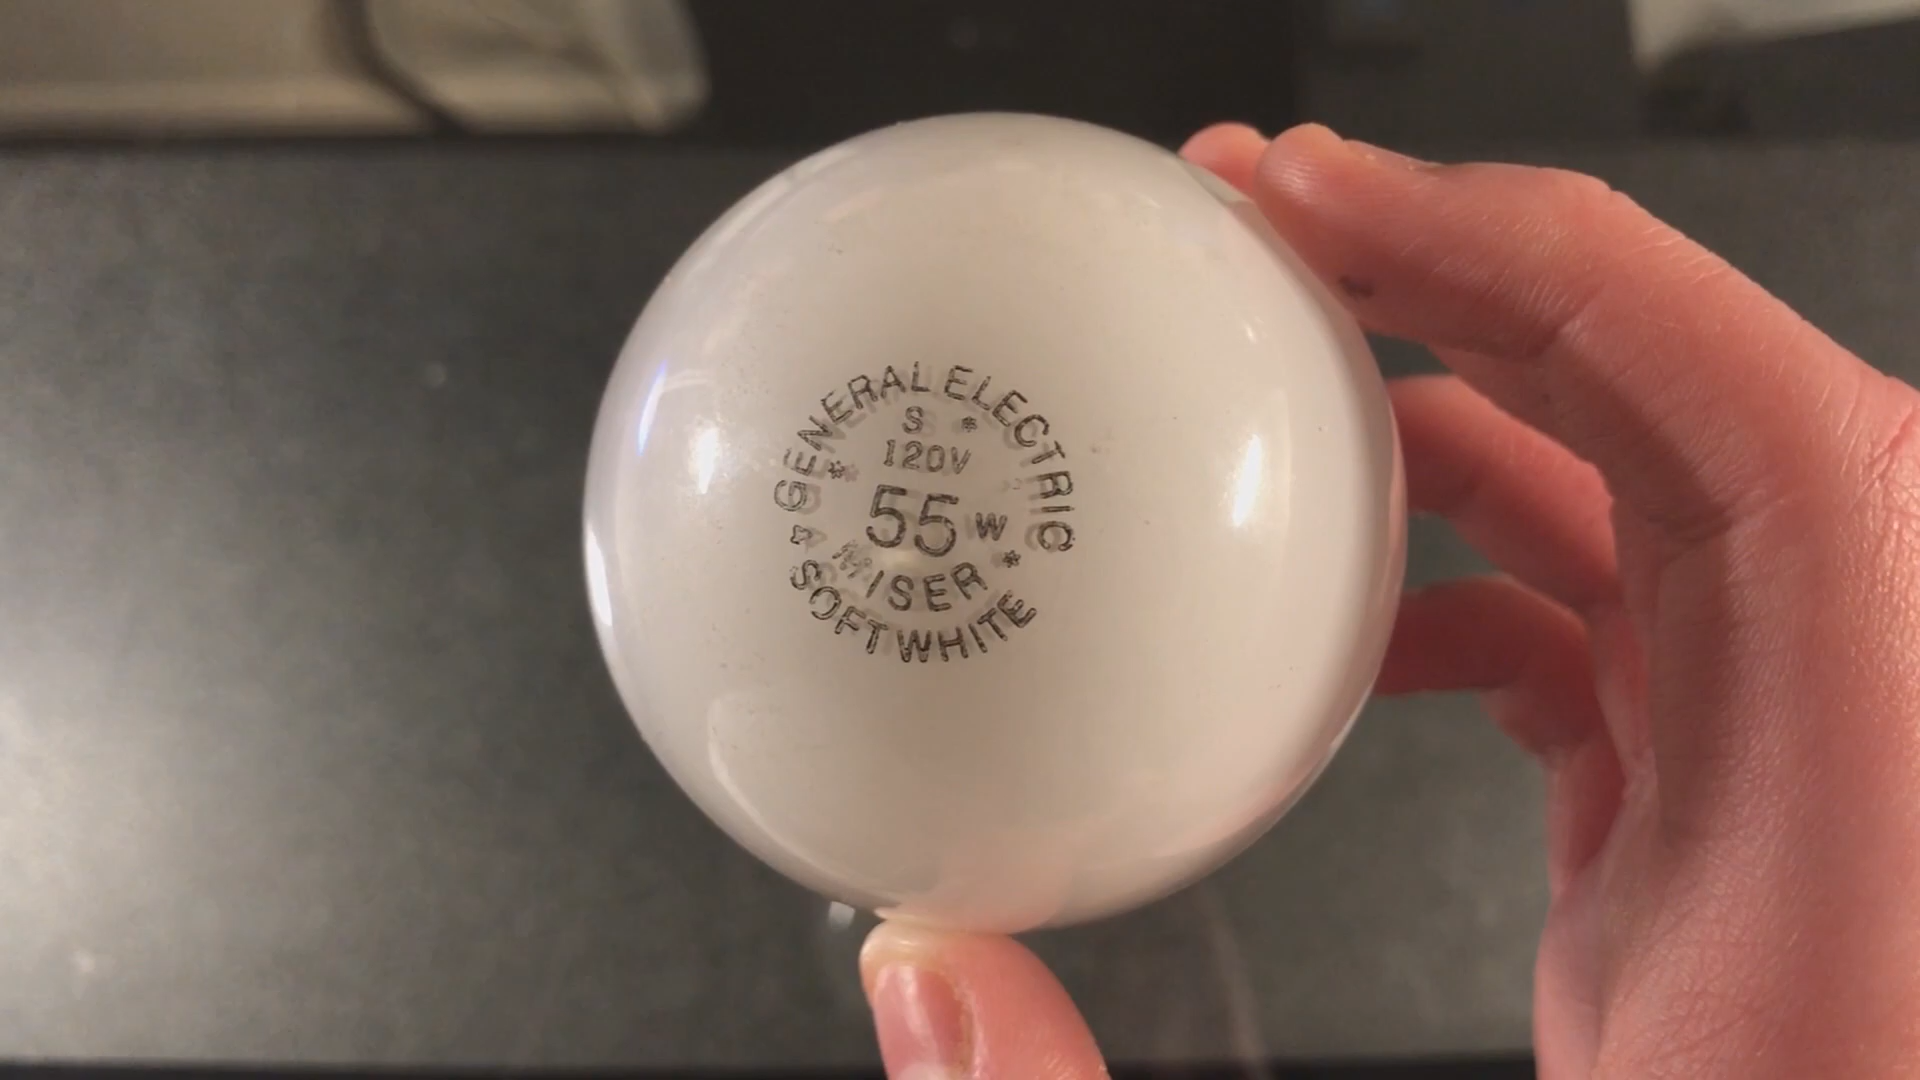 GENERAL ELECTRIC
S *
120V
55 W
MISER
SOFT WHITE